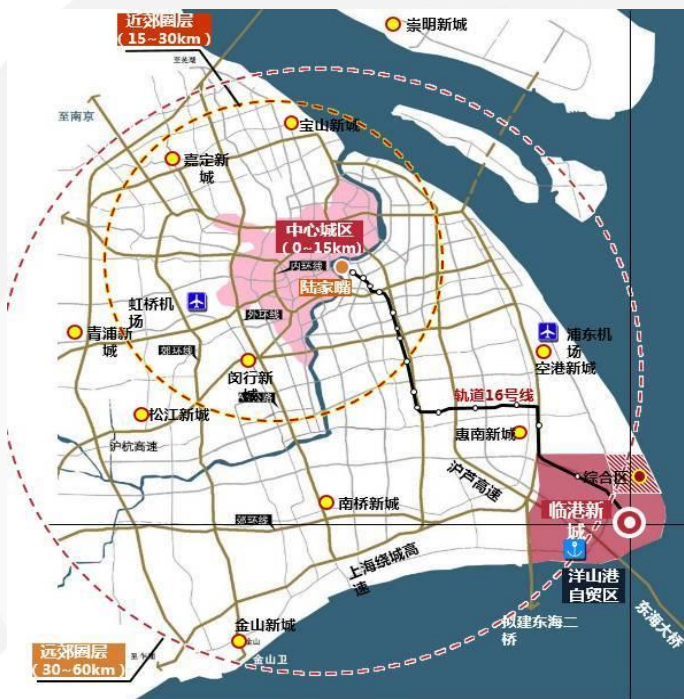 近郊圈层
（15~30km）
崇明新城
至南京
宝山新城
嘉定新
城
中心城区
（0~15km）
内环线
陆家嘴
虹桥机
场
外环线
浦东机
场
空港新城
青浦新
城
郊环线
闵行新
城
轨道16号线
松江新城
惠南新城
沪杭高速
沪芦高速
综合区
南桥新城
临港新
城
郊环线
上海绕城高
速
洋山港
自贸区
拟建东海二
桥
东海大桥
金山新城
金山
金山卫
远郊圈层
（30~60km）